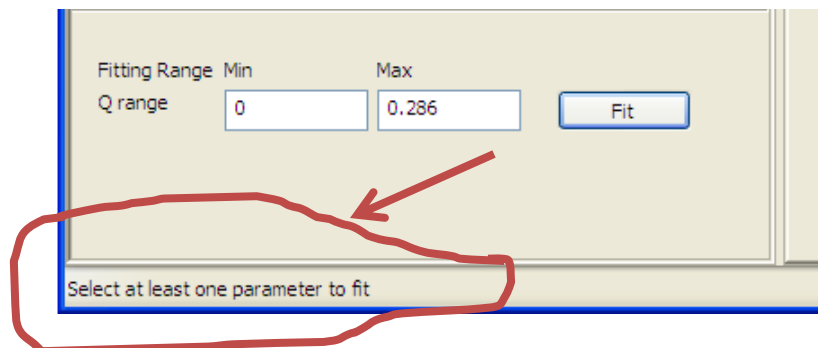 Fitting Range Min Max
Q range 0 0.286 Fit
Select at least one parameter to fit